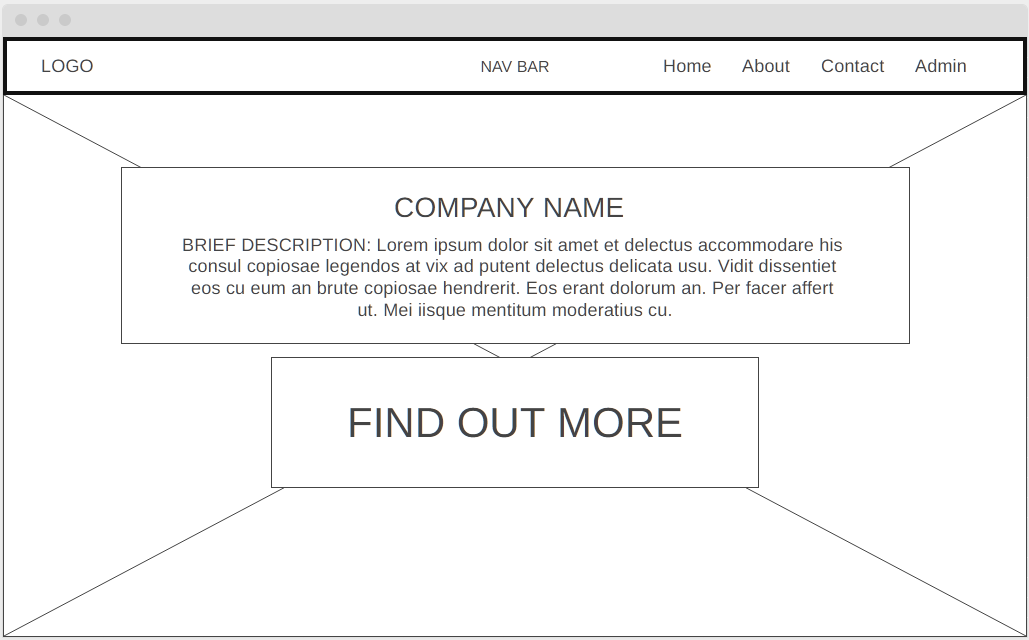 LOGO NAV BAR Home About Contact Admin
COMPANY NAME
BRIEF DESCRIPTION: Lorem ipsum dolor sit amet et delectus accommodare his
consul copiosae legendos at vix ad putent delectus delicata usu. Vidit dissentiet
eos cu eum an brute copiosae hendrerit. Eos erant dolorum an. Per facer affert
ut. Mei iisque mentitum moderatius cu.
FIND OUT MORE